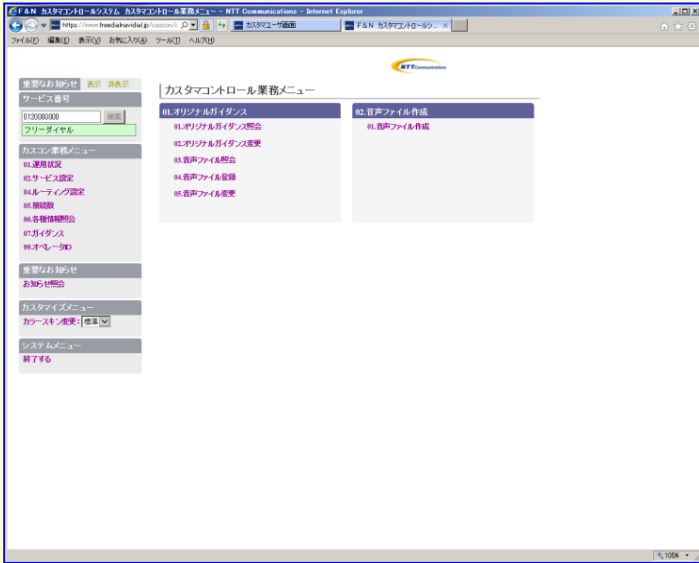 F&N カスタマコントロールシステム カスタマコントロール業務メニュー - NTT Communications - Internet Explorer
https://www.freedialnavidial.jp/cuscon/c
カスタマユーザ画面
F&N カスタマコントロールシ...
ファイル(F) 編集(E) 表示(V) お気に入り(A) ツール(T) ヘルプ(H)
NTT Communications
重要なお知らせ 表示 非表示
サービス番号
0120000000 検索
フリーダイヤル
カスコン業務メニュー
01.運用状況
02.サービス設定
04.ルーティング設定
05.接続数
06.各種情報照会
07.ガイダンス
99.オペレータID
重要なお知らせ
お知らせ照会
カスタマイズメニュー
カラースキン変更: 標準
システムメニュー
終了する
カスタマコントロール業務メニュー
01.オリジナルガイダンス
01.オリジナルガイダンス照会
02.オリジナルガイダンス変更
03.音声ファイル照会
04.音声ファイル登録
05.音声ファイル変更
02.音声ファイル作成
01.音声ファイル作成
105%